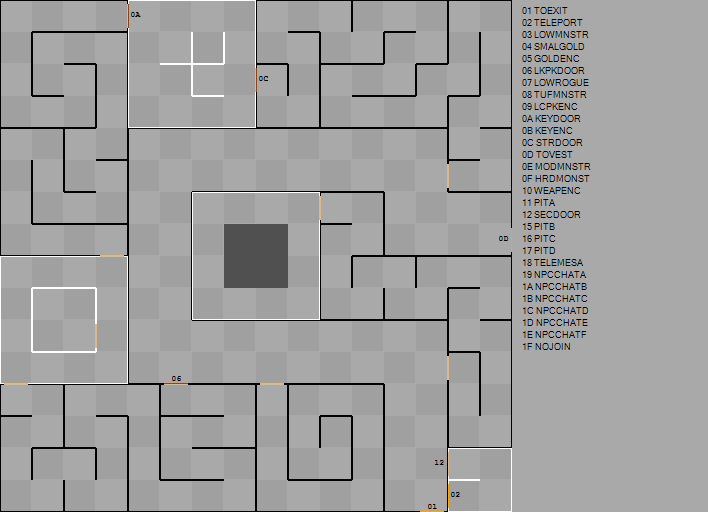 0A
0C
0D
06
12
02
01
01 TOEXIT
02 TELEPORT
03 LOWMNSTR
04 SMALGOLD
05 GOLDENC
06 LKPKDOOR
07 LOWROGUE
08 TUFMNSTR
09 LCPKENC
0A KEYDOOR
0B KEYENC
0C STRDOOR
0D TOVEST
0E MODMNSTR
0F HRDMONST
10 WEAPENC
11 PITA
12 SECDOOR
15 PITB
16 PITC
17 PITD
18 TELEMESA
19 NPCCHATA
1A NPCCHATB
1B NPCCHATC
1C NPCCHATD
1D NPCCHATE
1E NPCCHATF
1F NOJOIN